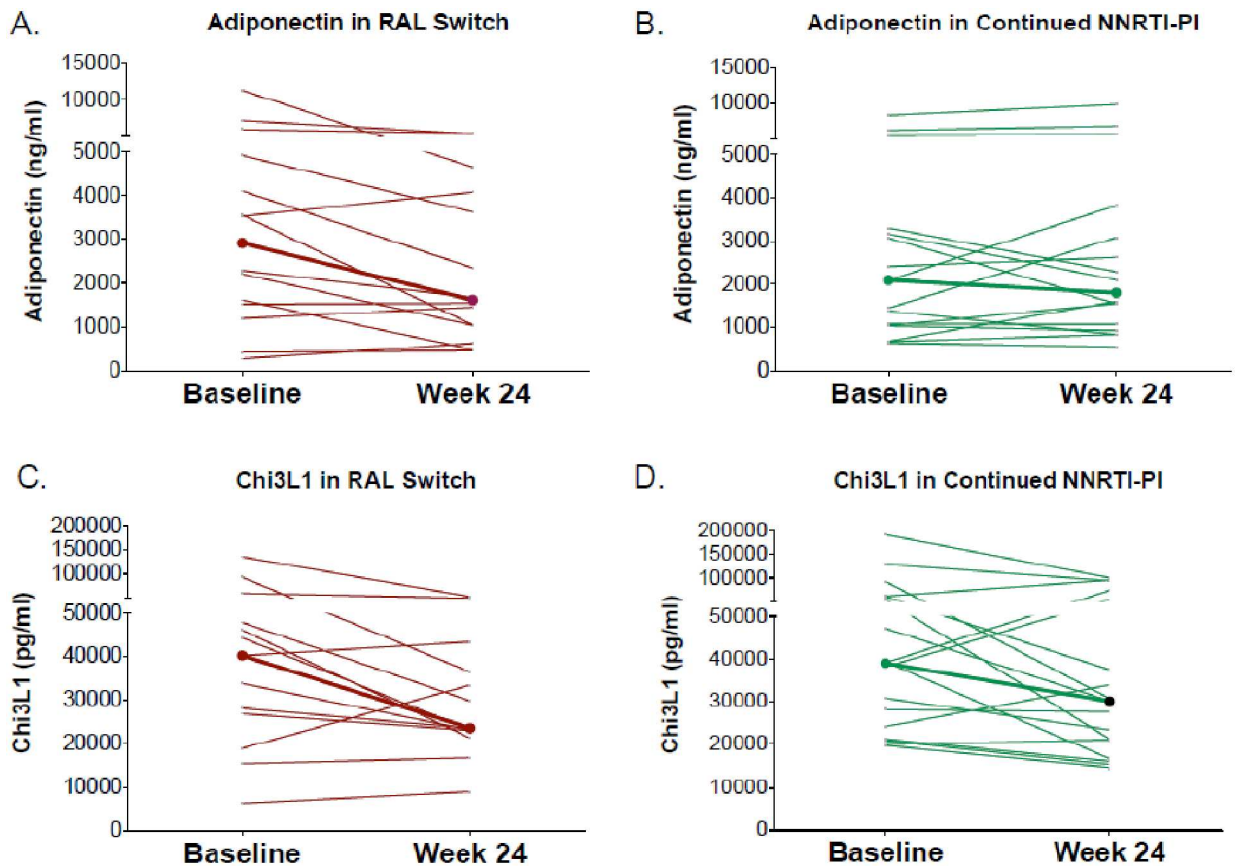 A.
Adiponectin in RAL Switch
Adiponectin (ng/ml)
15000
10000
5000
4000
3000
2000
1000
0
Baseline Week 24
B.
Adiponectin in Continued NNRTI-PI
Adiponectin (ng/ml)
15000
10000
5000
4000
3000
2000
1000
0
Baseline Week 24
C.
Chi3L1 in RAL Switch
Chi3L1 (pg/ml)
200000
150000
100000
50000
40000
30000
20000
10000
0
Baseline Week 24
D.
Chi3L1 in Continued NNRTI-PI
Chi3L1 (pg/ml)
200000
150000
100000
50000
40000
30000
20000
10000
0
Baseline Week 24